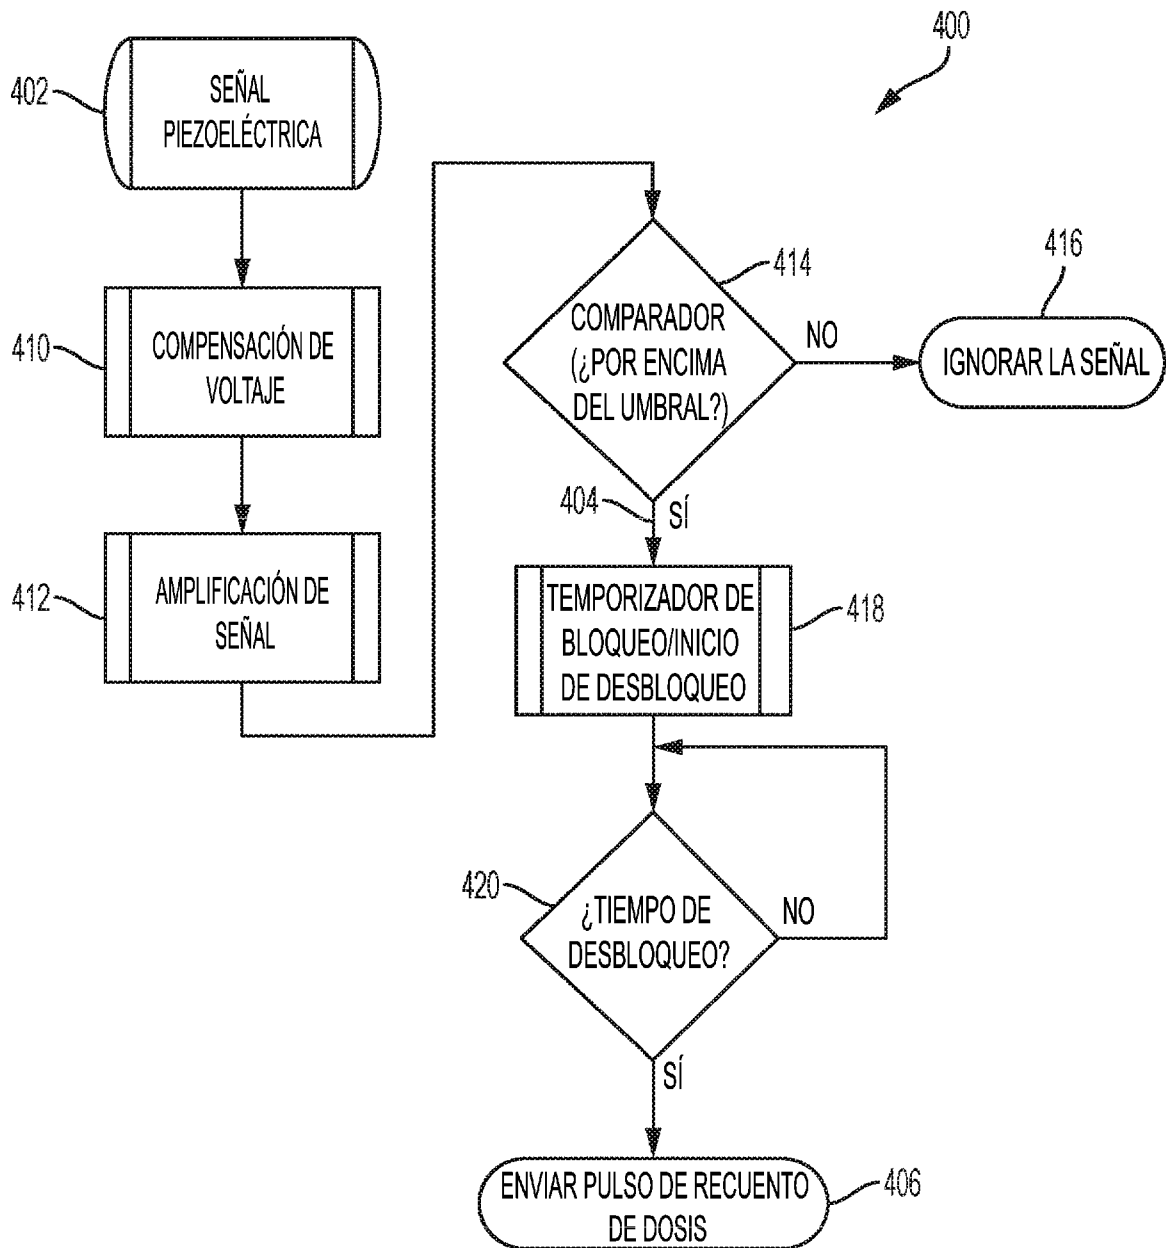 400
402
SEÑAL
PIEZOELÉCTRICA
410
COMPENSACIÓN DE
VOLTAJE
412
AMPLIFICACIÓN DE
SEÑAL
414
COMPARADOR
(¿POR ENCIMA
DEL UMBRAL?)
NO
416
IGNORAR LA SEÑAL
404
SÍ
TEMPORIZADOR DE
BLOQUEO/INICIO
DE DESBLOQUEO
418
420
¿TIEMPO DE
DESBLOQUEO?
NO
SÍ
ENVIAR PULSO DE RECUENTO
DE DOSIS
406